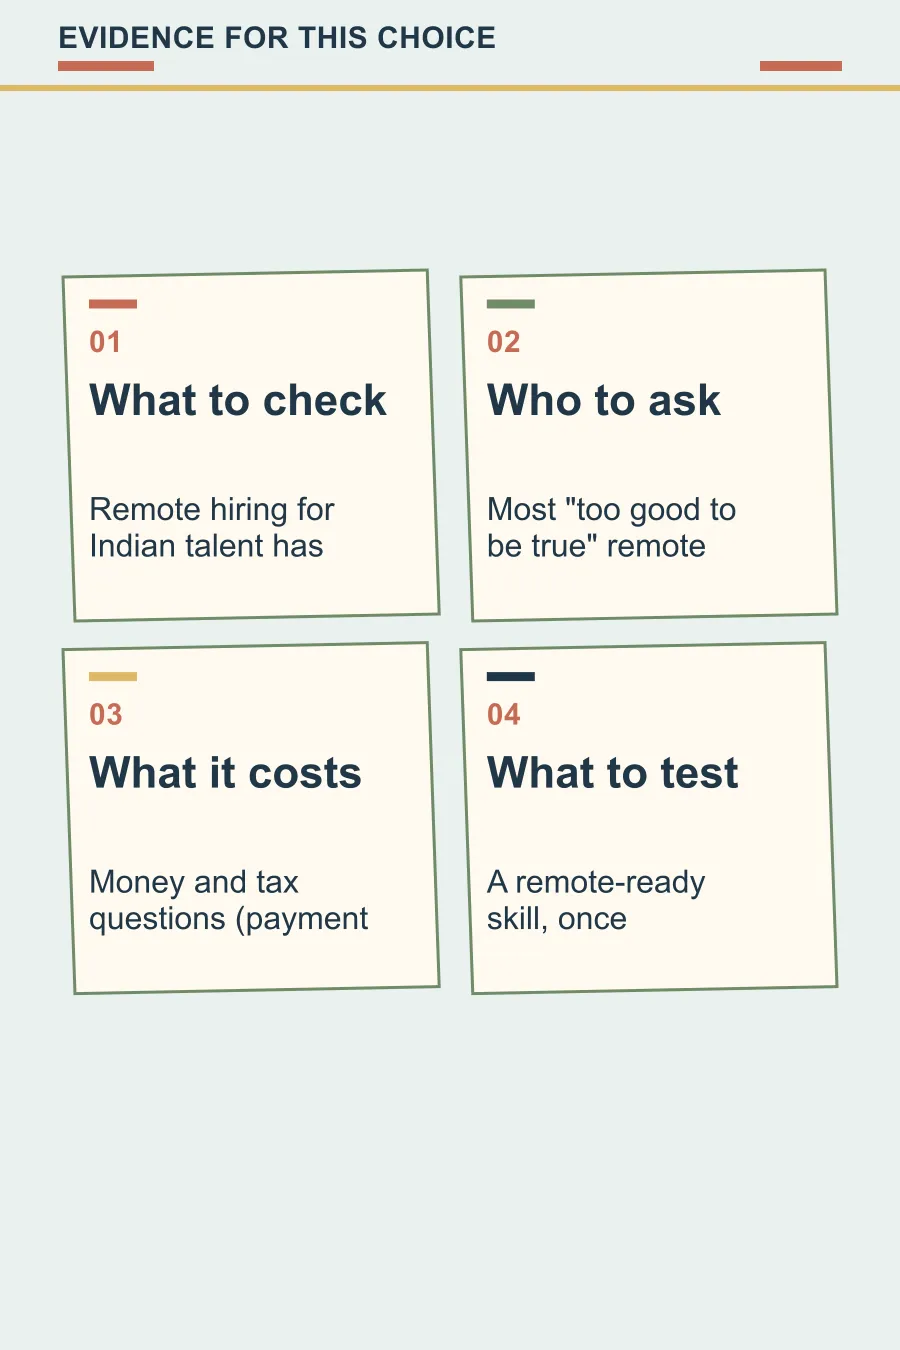 EVIDENCE FOR THIS CHOICE
01
What to check
Remote hiring for
Indian talent has
02
Who to ask
Most "too good to
be true" remote
03
What it costs
Money and tax
questions (payment
04
What to test
A remote-ready
skill, once